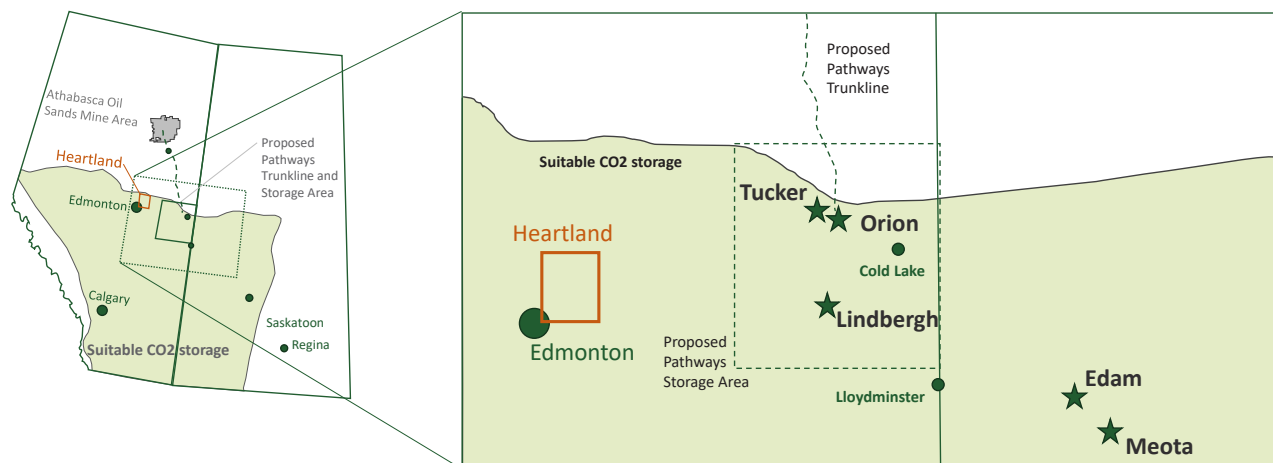 Athabasca Oil
Sands Mine Area
Heartland
Proposed
Pathways
Trunkline and
Storage Area
Edmonton
Calgary
Saskatoon
Regina
Suitable CO2 storage
Proposed
Pathways
Trunkline
Suitable CO2 storage
Tucker
Orion
Heartland
Cold Lake
Lindbergh
Edmonton
Proposed
Pathways
Storage Area
Lloydminster
Edam
Meota